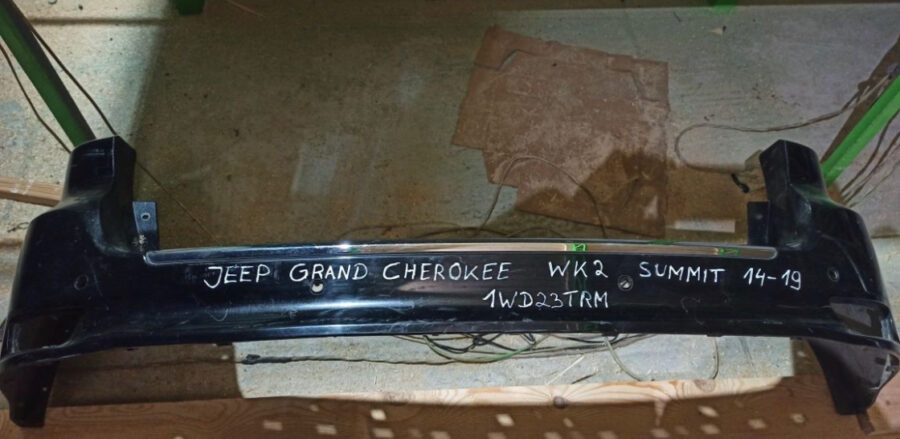 JEEP GRAND CHEROKEE WK2 SUMMIT 14-19
1WD23TRM